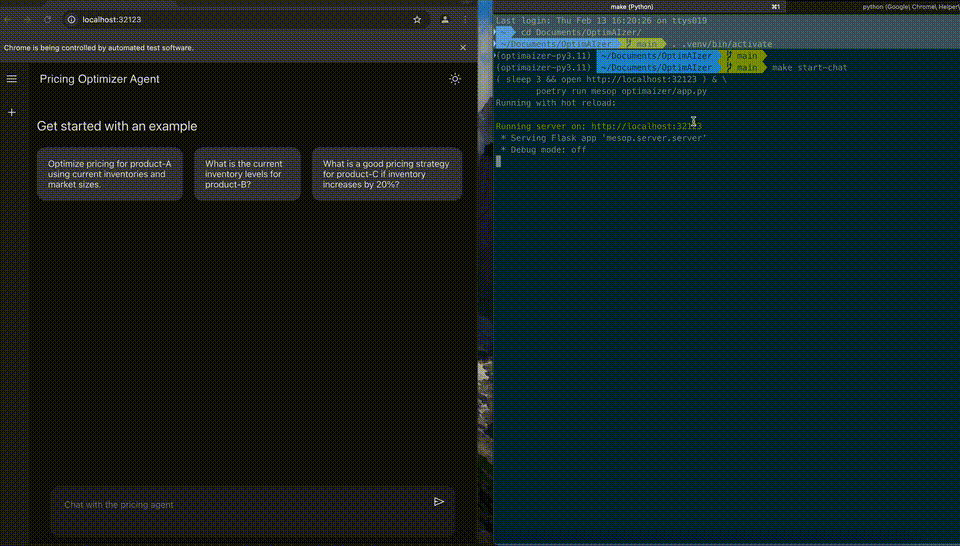 localhost:32123
Chrome is being controlled by automated test software.
Pricing Optimizer Agent
Get started with an example
Optimize pricing for product-A
using current inventories and
market sizes.
What is the current
inventory levels for
product-B?
What is a good pricing strategy
for product-C if inventory
increases by 20%?
Chat with the pricing agent
make (Python)
⌘1
python (Google) Chrome), Helper)
Last login: Thu Feb 13 16:20:26 on ttys019
~ cd Documents/OptimAIzer/
~/Documents/OptimAIzer main . .venv/bin/activate
(optimaizer-py3.11) ~/Documents/OptimAIzer main
(optimaizer-py3.11) ~/Documents/OptimAIzer main make start-chat
( sleep 3 && open http://localhost:32123 ) & \
poetry run mesop optimaizer/app.py
Running with hot reload:
Running server on: http://localhost:32123
* Serving Flask app 'mesop.server.server'
* Debug mode: off